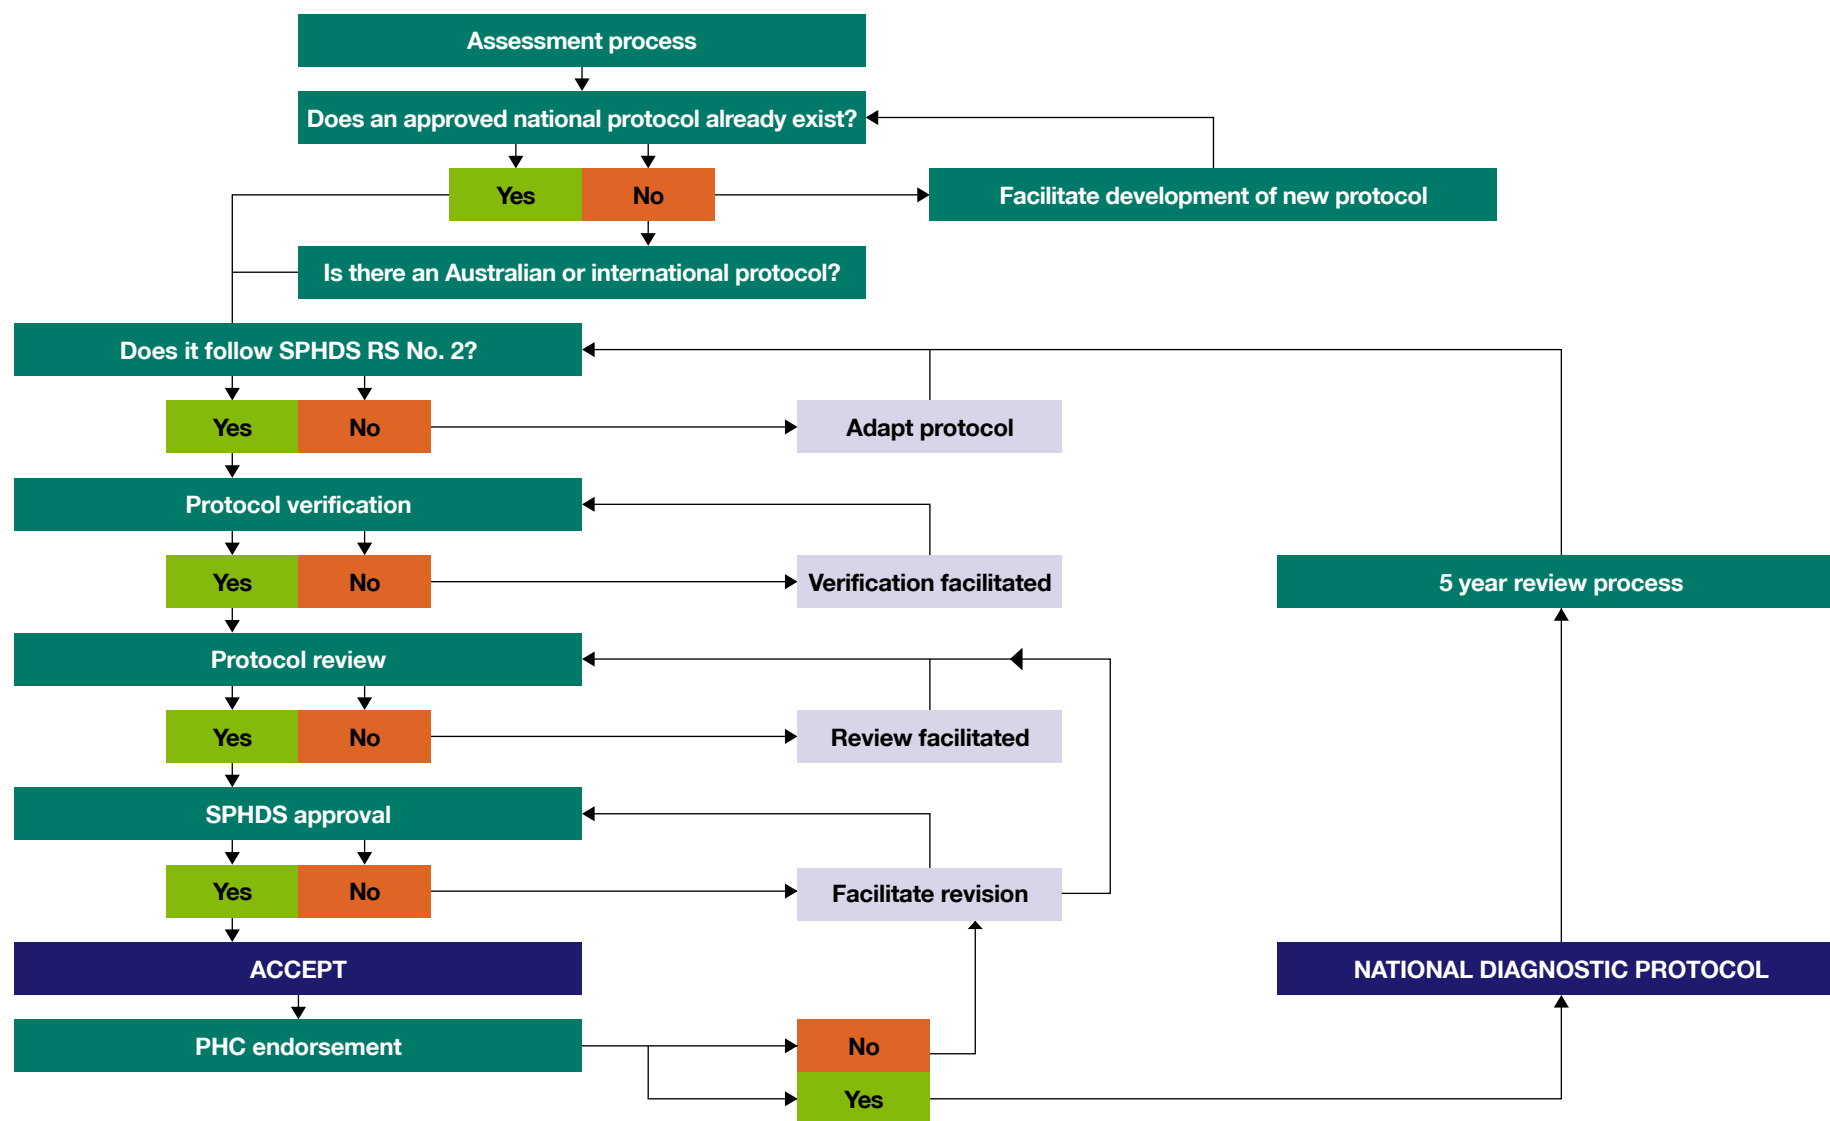 Assessment process
Does an approved national protocol already exist?
Yes
No
Facilitate development of new protocol
Is there an Australian or international protocol?
Does it follow SPHDS RS No. 2?
Yes
No
Adapt protocol
Protocol verification
Yes
No
Verification facilitated
5 year review process
Protocol review
Yes
No
Review facilitated
SPHDS approval
Yes
No
Facilitate revision
ACCEPT
NATIONAL DIAGNOSTIC PROTOCOL
PHC endorsement
No
Yes